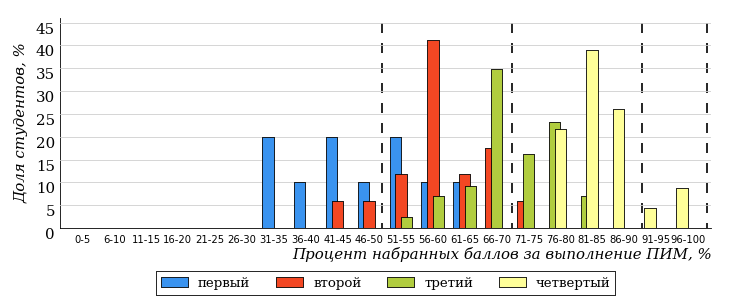 45
40
35
30
25
20
15
10
5
0
Доля студентов, %
0-5 6-10 11-15 16-20 21-25 26-30 31-35 36-40 41-45 46-50 51-55 56-60 61-65 66-70 71-75 76-80 81-85 86-90 91-95 96-100
Процент набранных баллов за выполнение ПИМ, %
первый второй третий четвертый